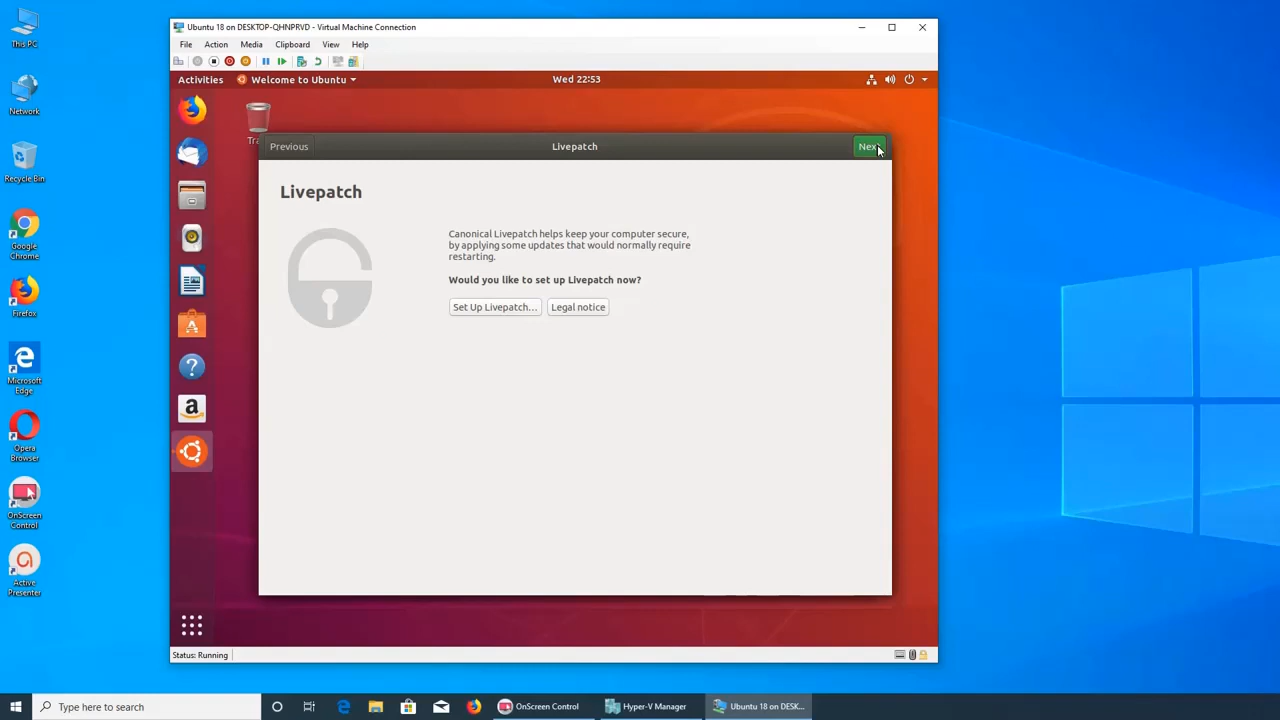 This PC
Network
Recycle Bin
Google
Chrome
Firefox
Microsoft
Edge
Opera
Browser
OnScreen
Control
Active
Presenter
Ubuntu 18 on DESKTOP-QHNPRVD - Virtual Machine Connection
File Action Media Clipboard View Help
Activities Welcome to Ubuntu Wed 22:53
Previous Livepatch
Livepatch
Canonical Livepatch helps keep your computer secure,
by applying some updates that would normally require
restarting.
Would you like to set up Livepatch now?
Set Up Livepatch... Legal notice
Status: Running
Type here to search OnScreen Control Hyper-V Manager Ubuntu 18 on DESK...